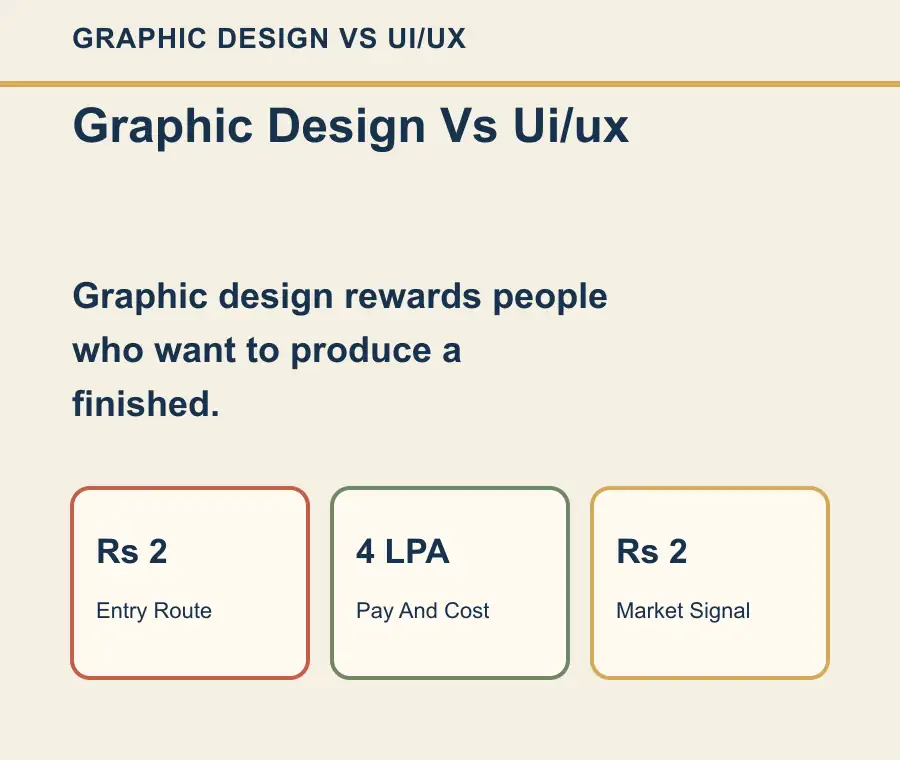 GRAPHIC DESIGN VS UI/UX
Graphic Design Vs Ui/ux
Graphic design rewards people
who want to produce a
finished.
Rs 2
Entry Route
4 LPA
Pay And Cost
Rs 2
Market Signal